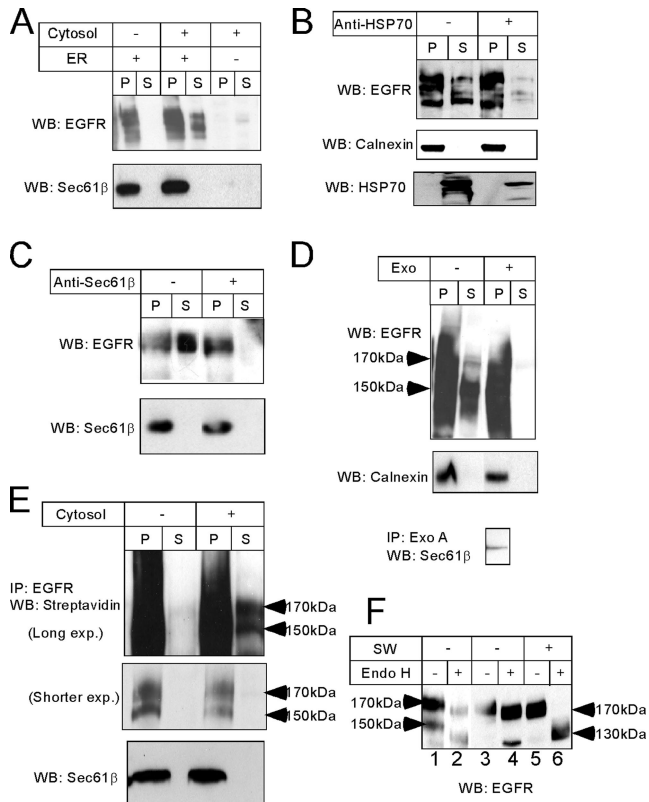 A
Cytosol - + +
ER + + -
P S P S P S
WB: EGFR
WB: Sec61β
B
Anti-HSP70 - +
P S P S
WB: EGFR
WB: Calnexin
WB: HSP70
C
Anti-Sec61β - +
P S P S
WB: EGFR
WB: Sec61β
D
Exo - +
P S P S
WB: EGFR
170kDa
150kDa
WB: Calnexin
IP: Exo A
WB: Sec61β
E
Cytosol - +
P S P S
IP: EGFR
WB: Streptavidin
(Long exp.)
170kDa
150kDa
(Shorter exp.)
170kDa
150kDa
WB: Sec61β
F
SW - - +
Endo H - + - + - +
170kDa
150kDa
170kDa
130kDa
1 2 3 4 5 6
WB: EGFR